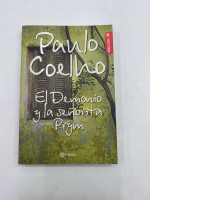 Paulo
Coelho
El Demonio
y la señorita
Prym